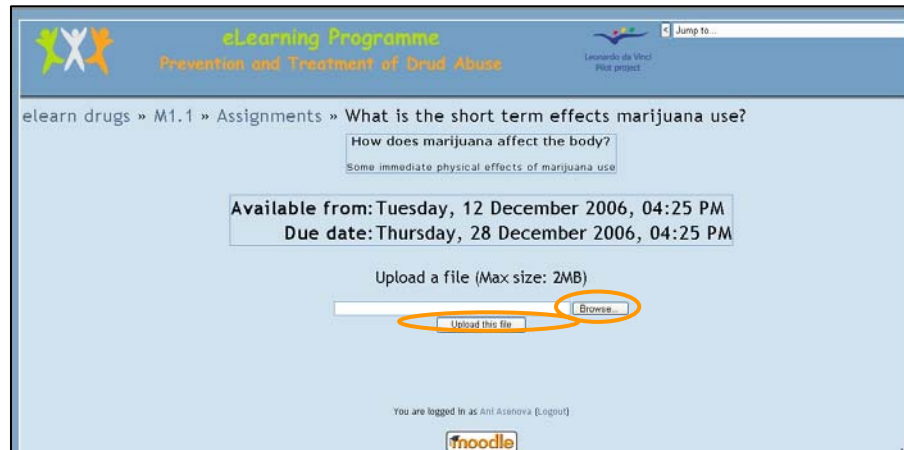 eLearning Programme
Prevention and Treatment of Drud Abuse
Leonardo da Vinci
Pilot project
< Jump to...
elearn drugs » M1.1 » Assignments » What is the short term effects marijuana use?
How does marijuana affect the body?
Some immediate physical effects of marijuana use
Available from: Tuesday, 12 December 2006, 04:25 PM
Due date: Thursday, 28 December 2006, 04:25 PM
Upload a file (Max size: 2MB)
Browse...
Upload this file
You are logged in as Ani Asenova (Logout)
moodle